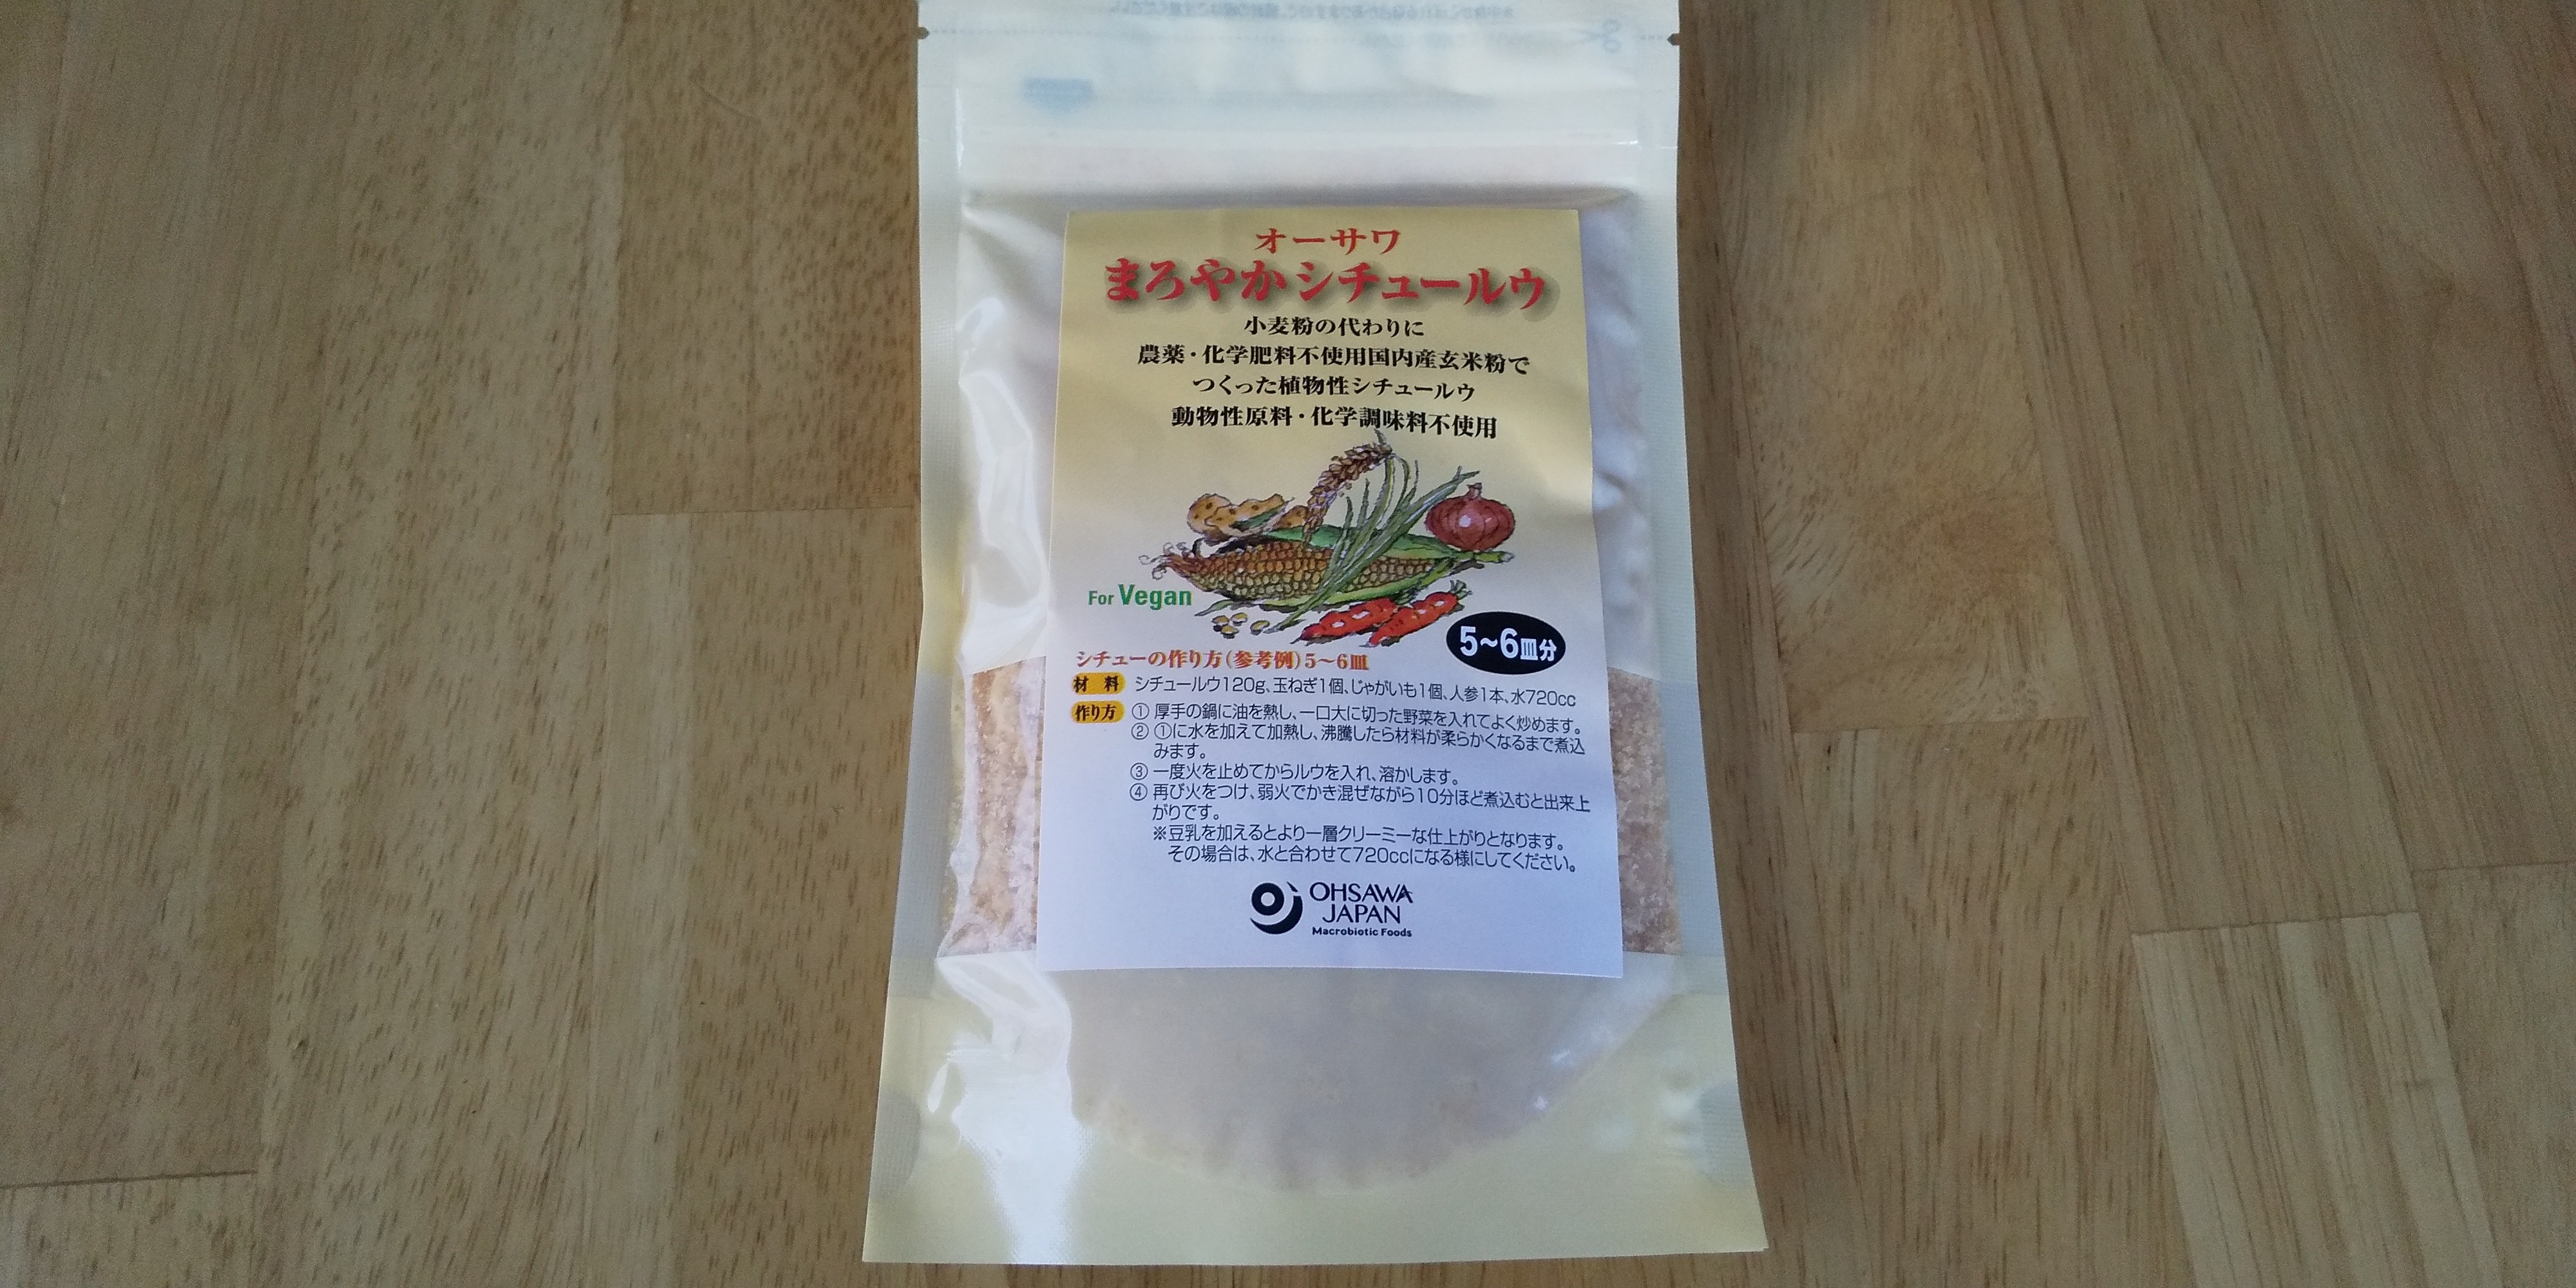 オーサワ
まろやかシチュールウ
小麦粉の代わりに
農薬・化学肥料不使用国内産玄米粉で
つくった植物性シチュールウ
動物性原料・化学調味料不使用
For Vegan
5〜6皿分
シチューの作り方(参考例)5〜6皿
材料 シチュールウ120g、玉ねぎ1個、じゃがいも1個、人参1本、水720cc
作り方 ① 厚手の鍋に油を熱し、一口大に切った野菜を入れてよく炒めます。
② ①に水を加えて加熱し、沸騰したら材料が柔らかくなるまで煮込
みます。
③ 一度火を止めてからルウを入れ、溶かします。
④ 再び火をつけ、弱火でかき混ぜながら10分ほど煮込むと出来上
がりです。
※豆乳を加えるとより一層クリーミーな仕上がりとなります。
その場合は、水と合わせて720ccになる様にしてください。
OHSAWA
JAPAN
Macrobiotic Foods